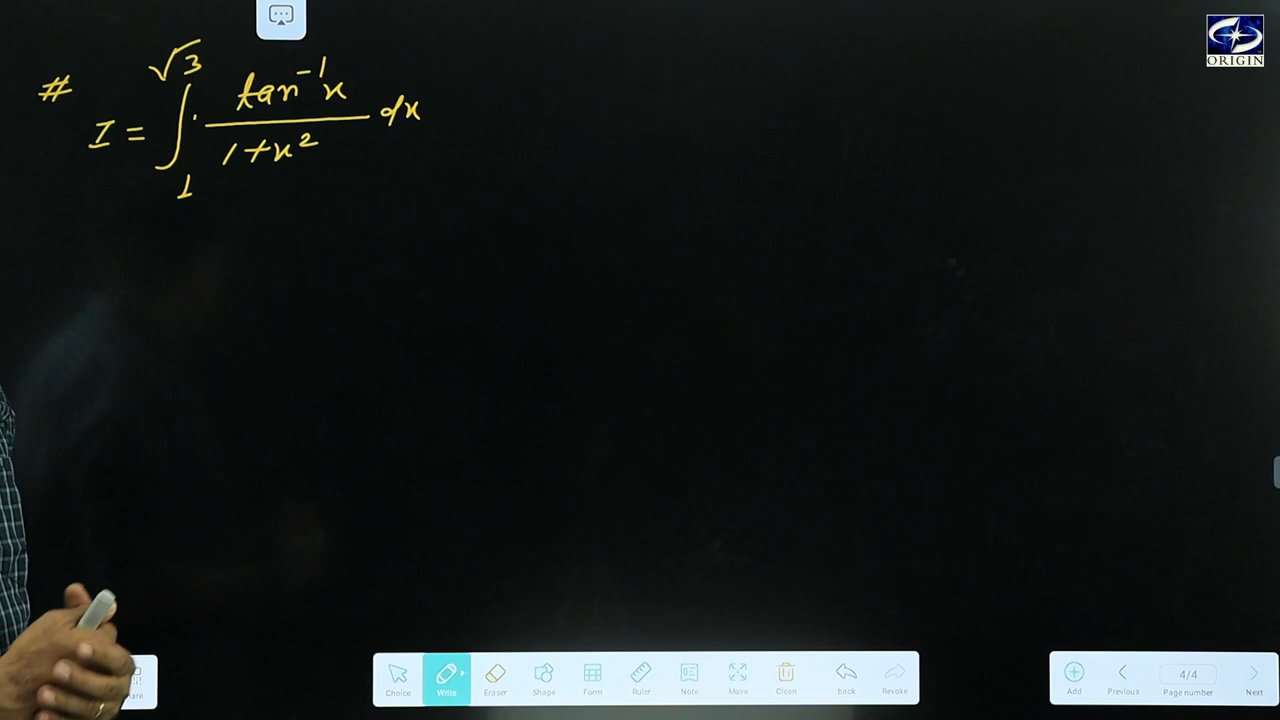 ORIGIN
# I = ∫₁^√3 tan⁻¹x / 1+x² dx
Choice Write Eraser Shape Form Ruler Note Move Clean back Revoke
Add Previous 4/4 Page number Next